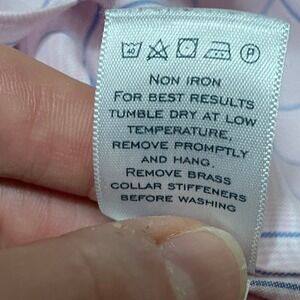 40 P
NON IRON
FOR BEST RESULTS
TUMBLE DRY AT LOW
TEMPERATURE,
REMOVE PROMPTLY
AND HANG.
REMOVE BRASS
COLLAR STIFFENERS
BEFORE WASHING